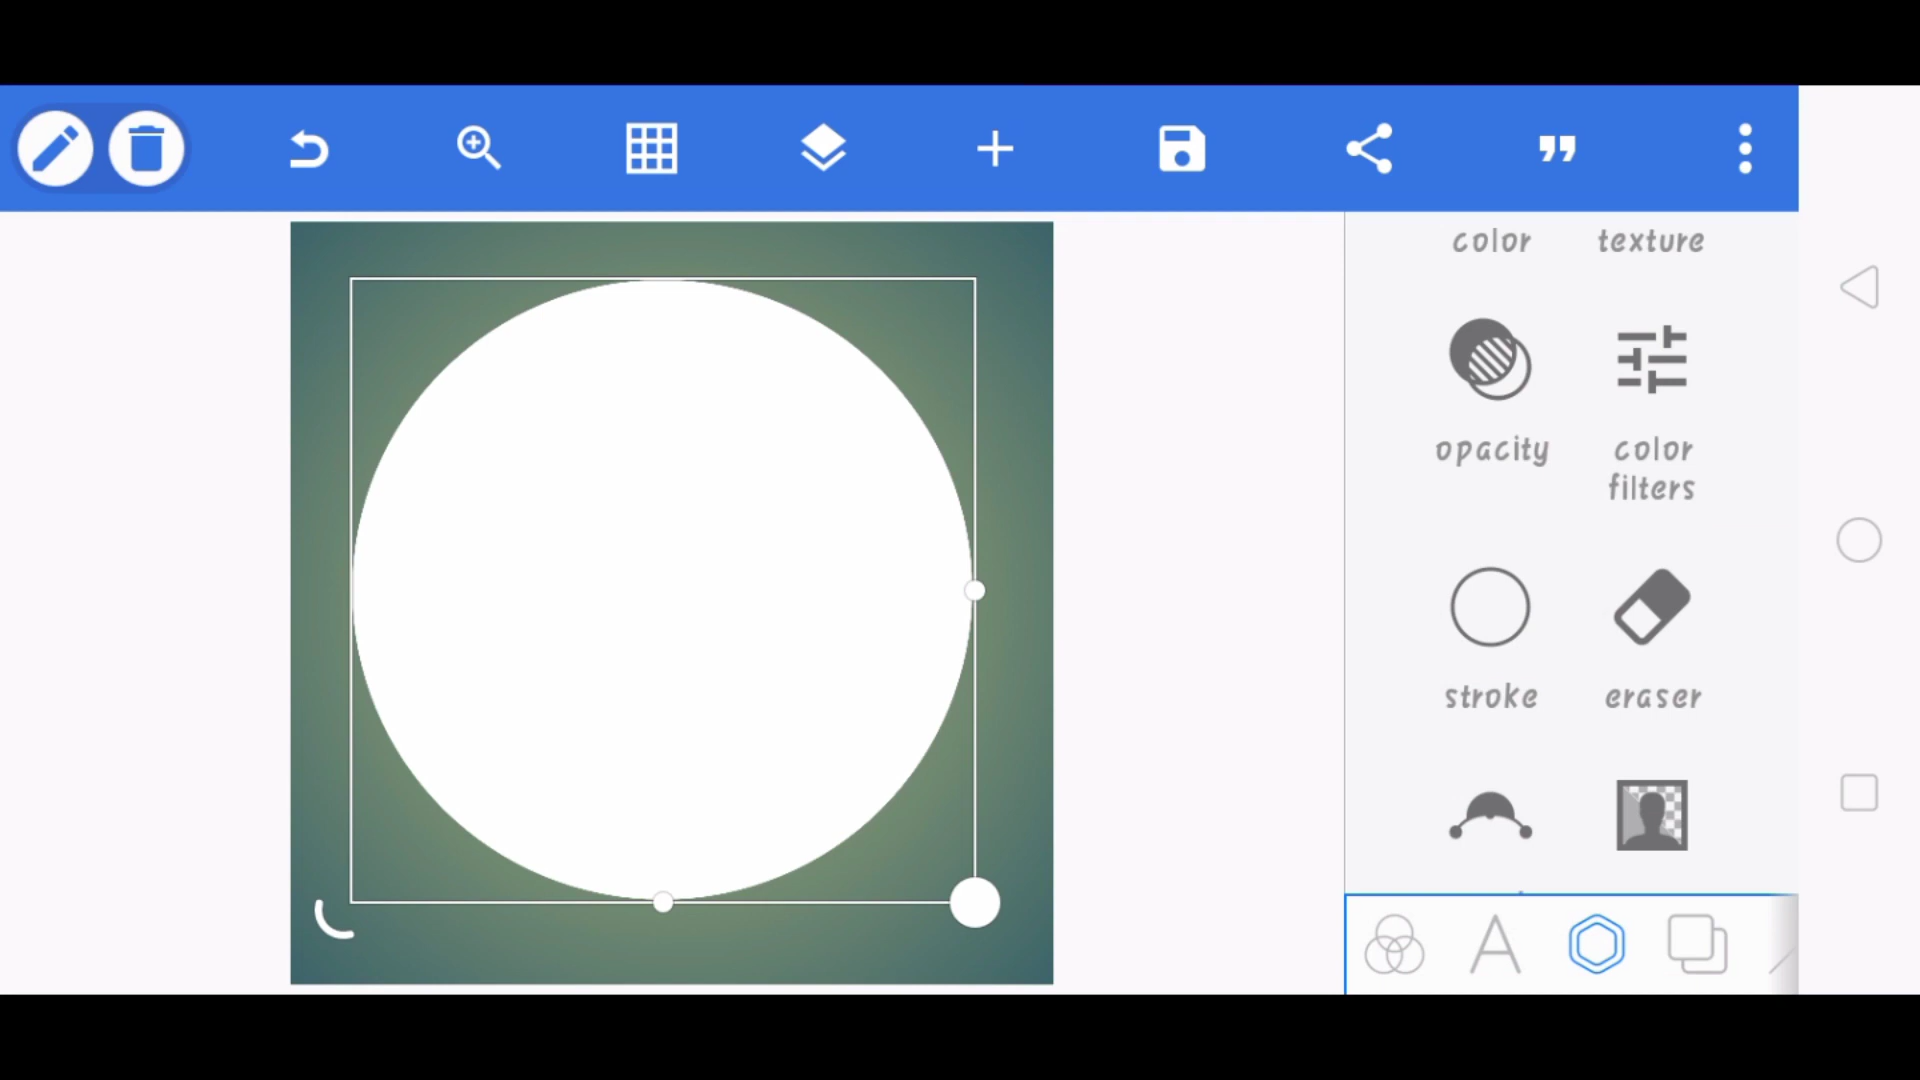 color texture
opacity color
filters
stroke eraser